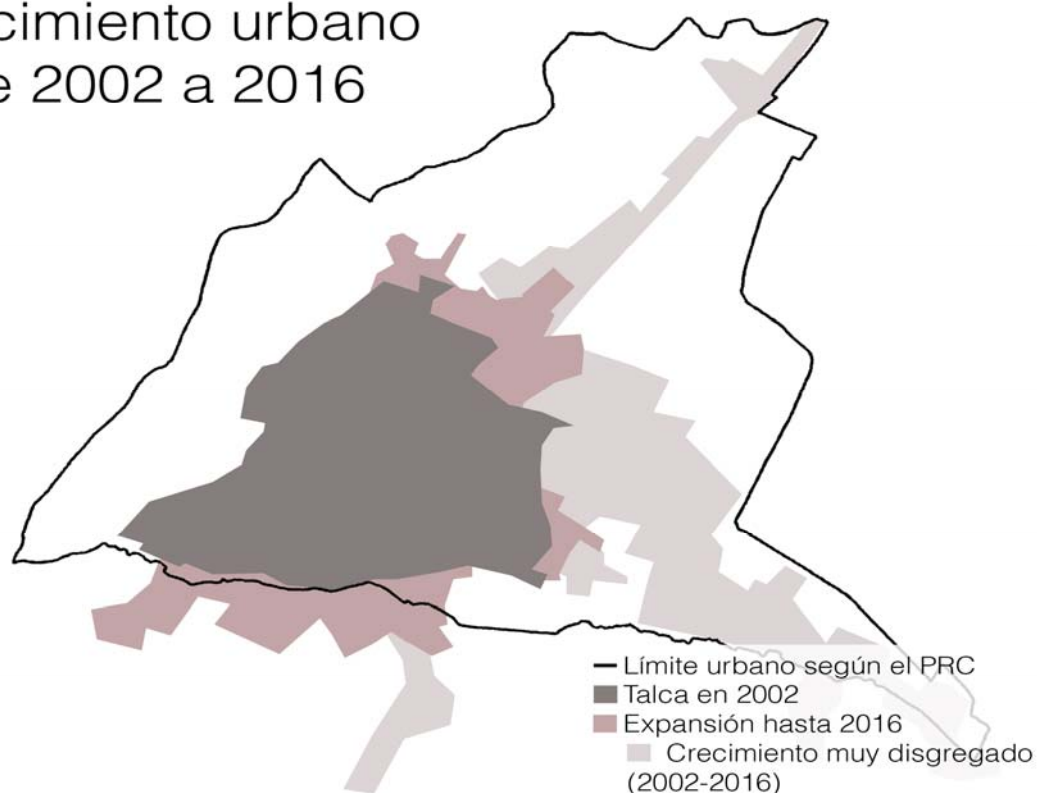 cimiento urbano
e 2002 a 2016
Límite urbano según el PRC
Talca en 2002
Expansión hasta 2016
Crecimiento muy disgregado
(2002-2016)